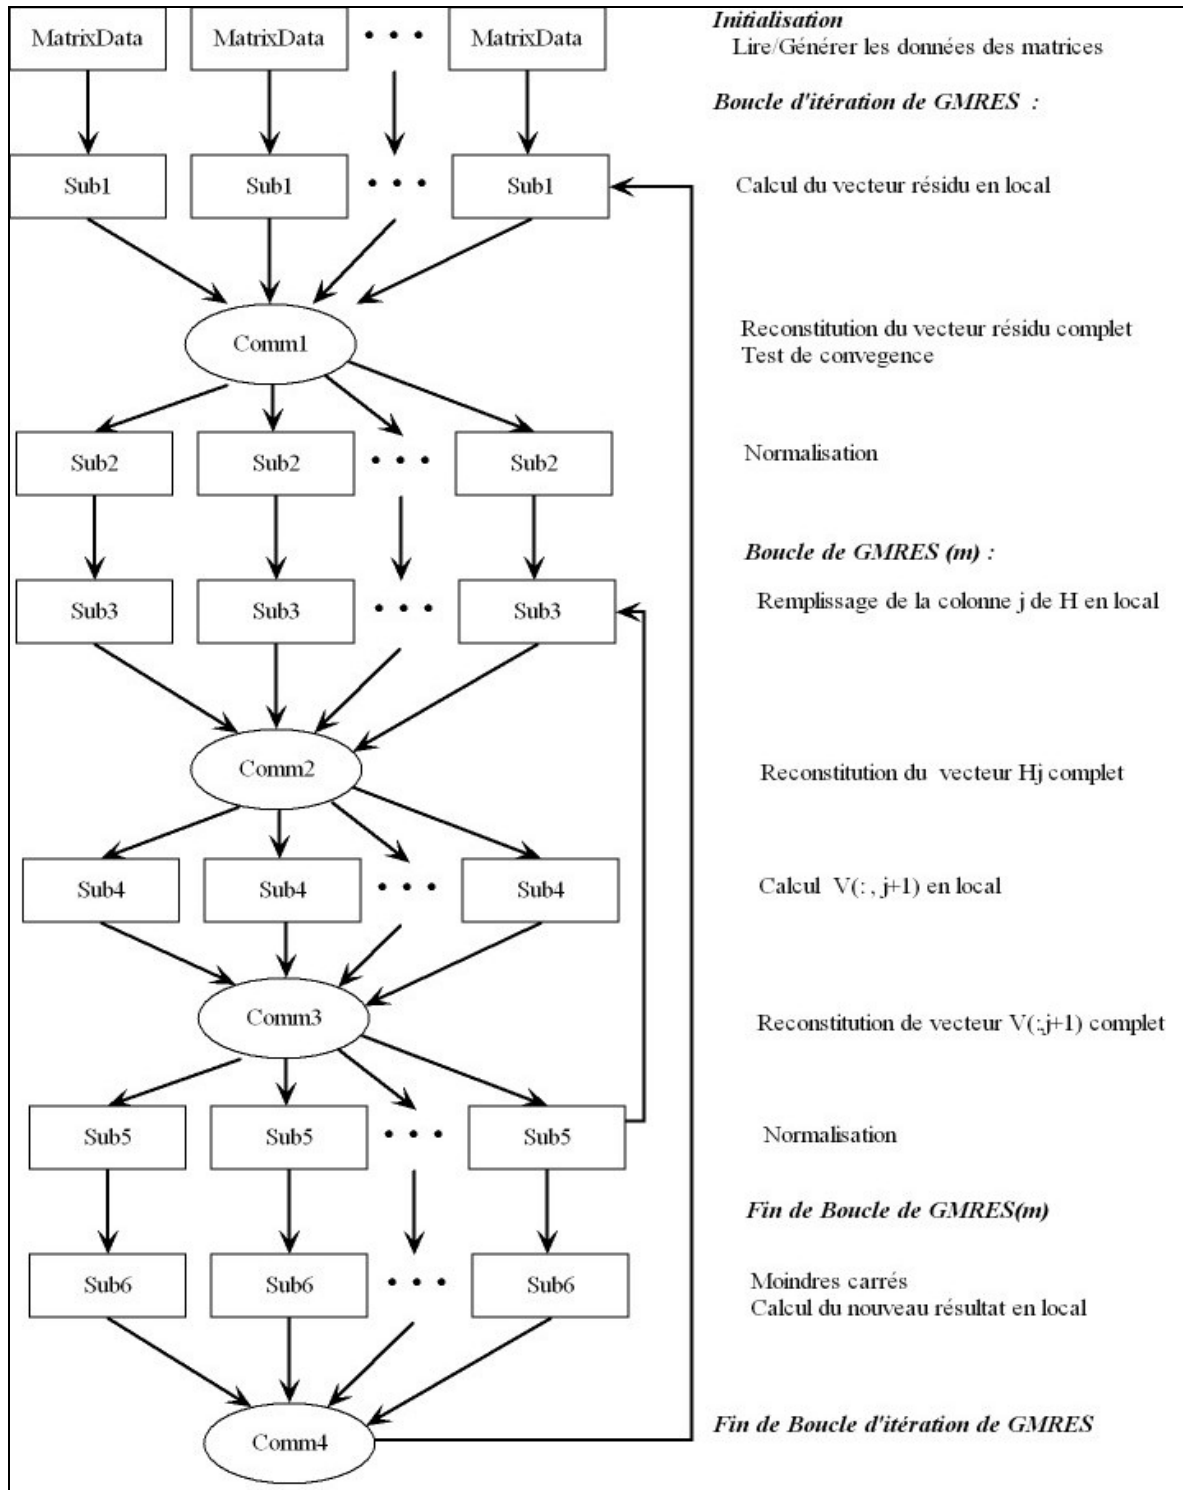 MatrixData MatrixData • • • MatrixData
Initialisation
Lire/Générer les données des matrices
Boucle d'itération de GMRES :
Sub1 Sub1 • • • Sub1
Calcul du vecteur résidu en local
Comm1
Reconstitution du vecteur résidu complet
Test de convegence
Sub2 Sub2 • • • Sub2
Normalisation
Boucle de GMRES (m) :
Sub3 Sub3 • • • Sub3
Remplissage de la colonne j de H en local
Comm2
Reconstitution du vecteur Hj complet
Sub4 Sub4 • • • Sub4
Calcul V(: , j+1) en local
Comm3
Reconstitution de vecteur V(:,j+1) complet
Sub5 Sub5 • • • Sub5
Normalisation
Fin de Boucle de GMRES(m)
Sub6 Sub6 • • • Sub6
Moindres carrés
Calcul du nouveau résultat en local
Comm4
Fin de Boucle d'itération de GMRES